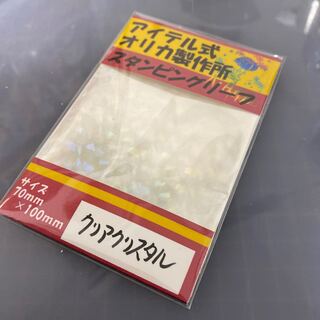 アイテル式
オリカ製作所
スタンピングリーフ
サイズ
70mm
×100mm
クリアクリスタル